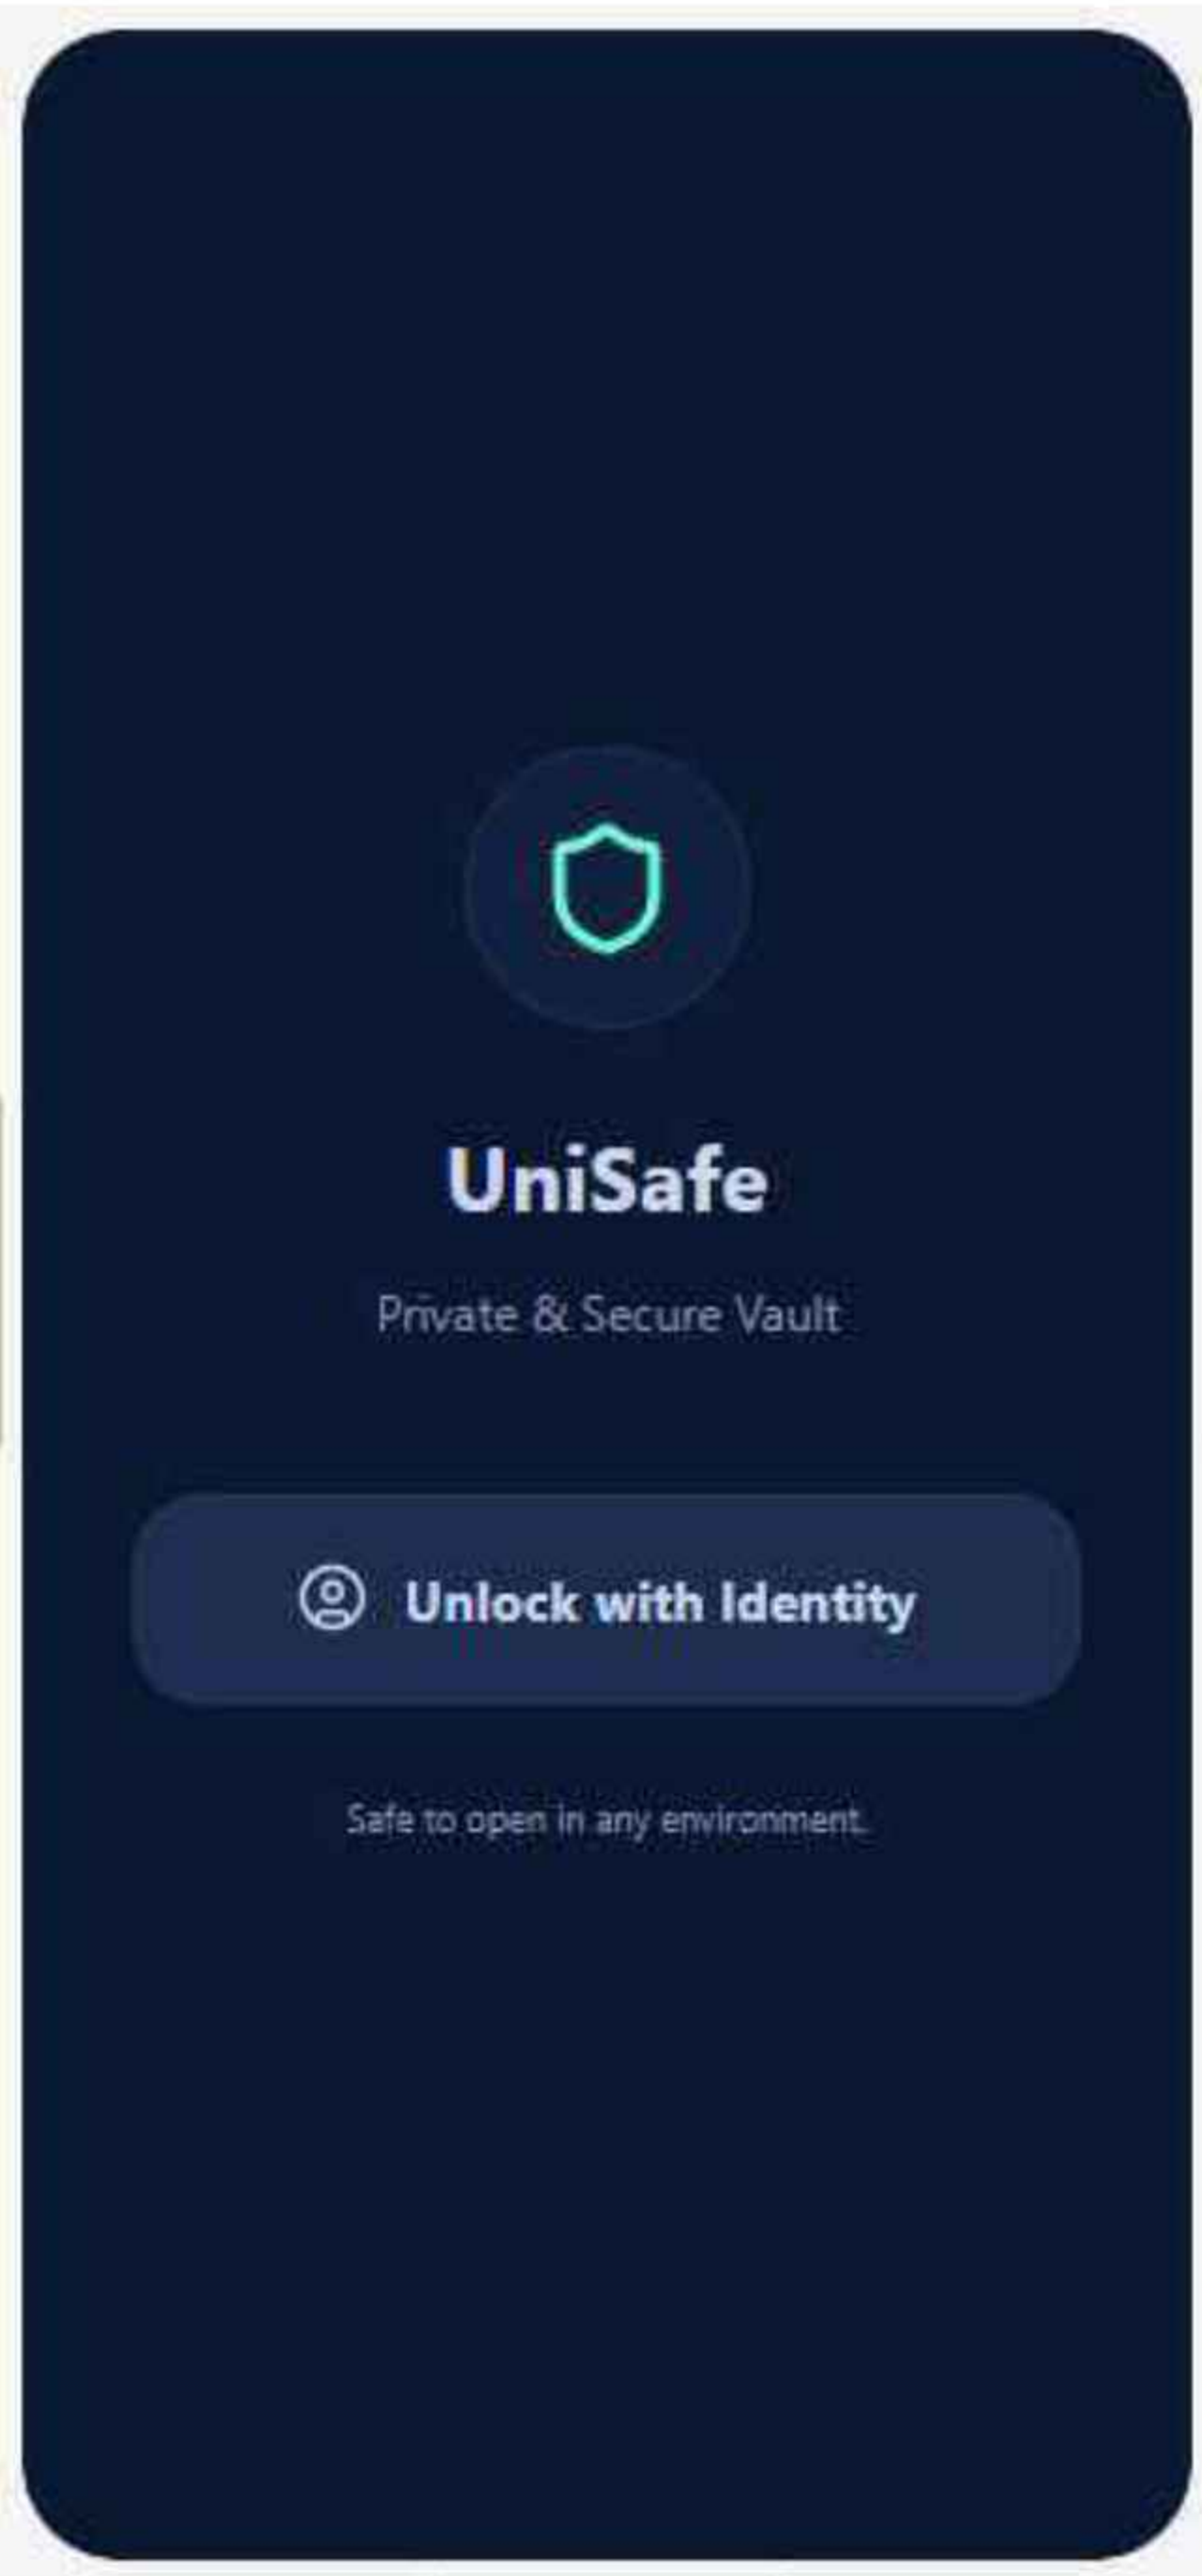 UniSafe
Private & Secure Vault
Unlock with Identity
Safe to open in any environment.